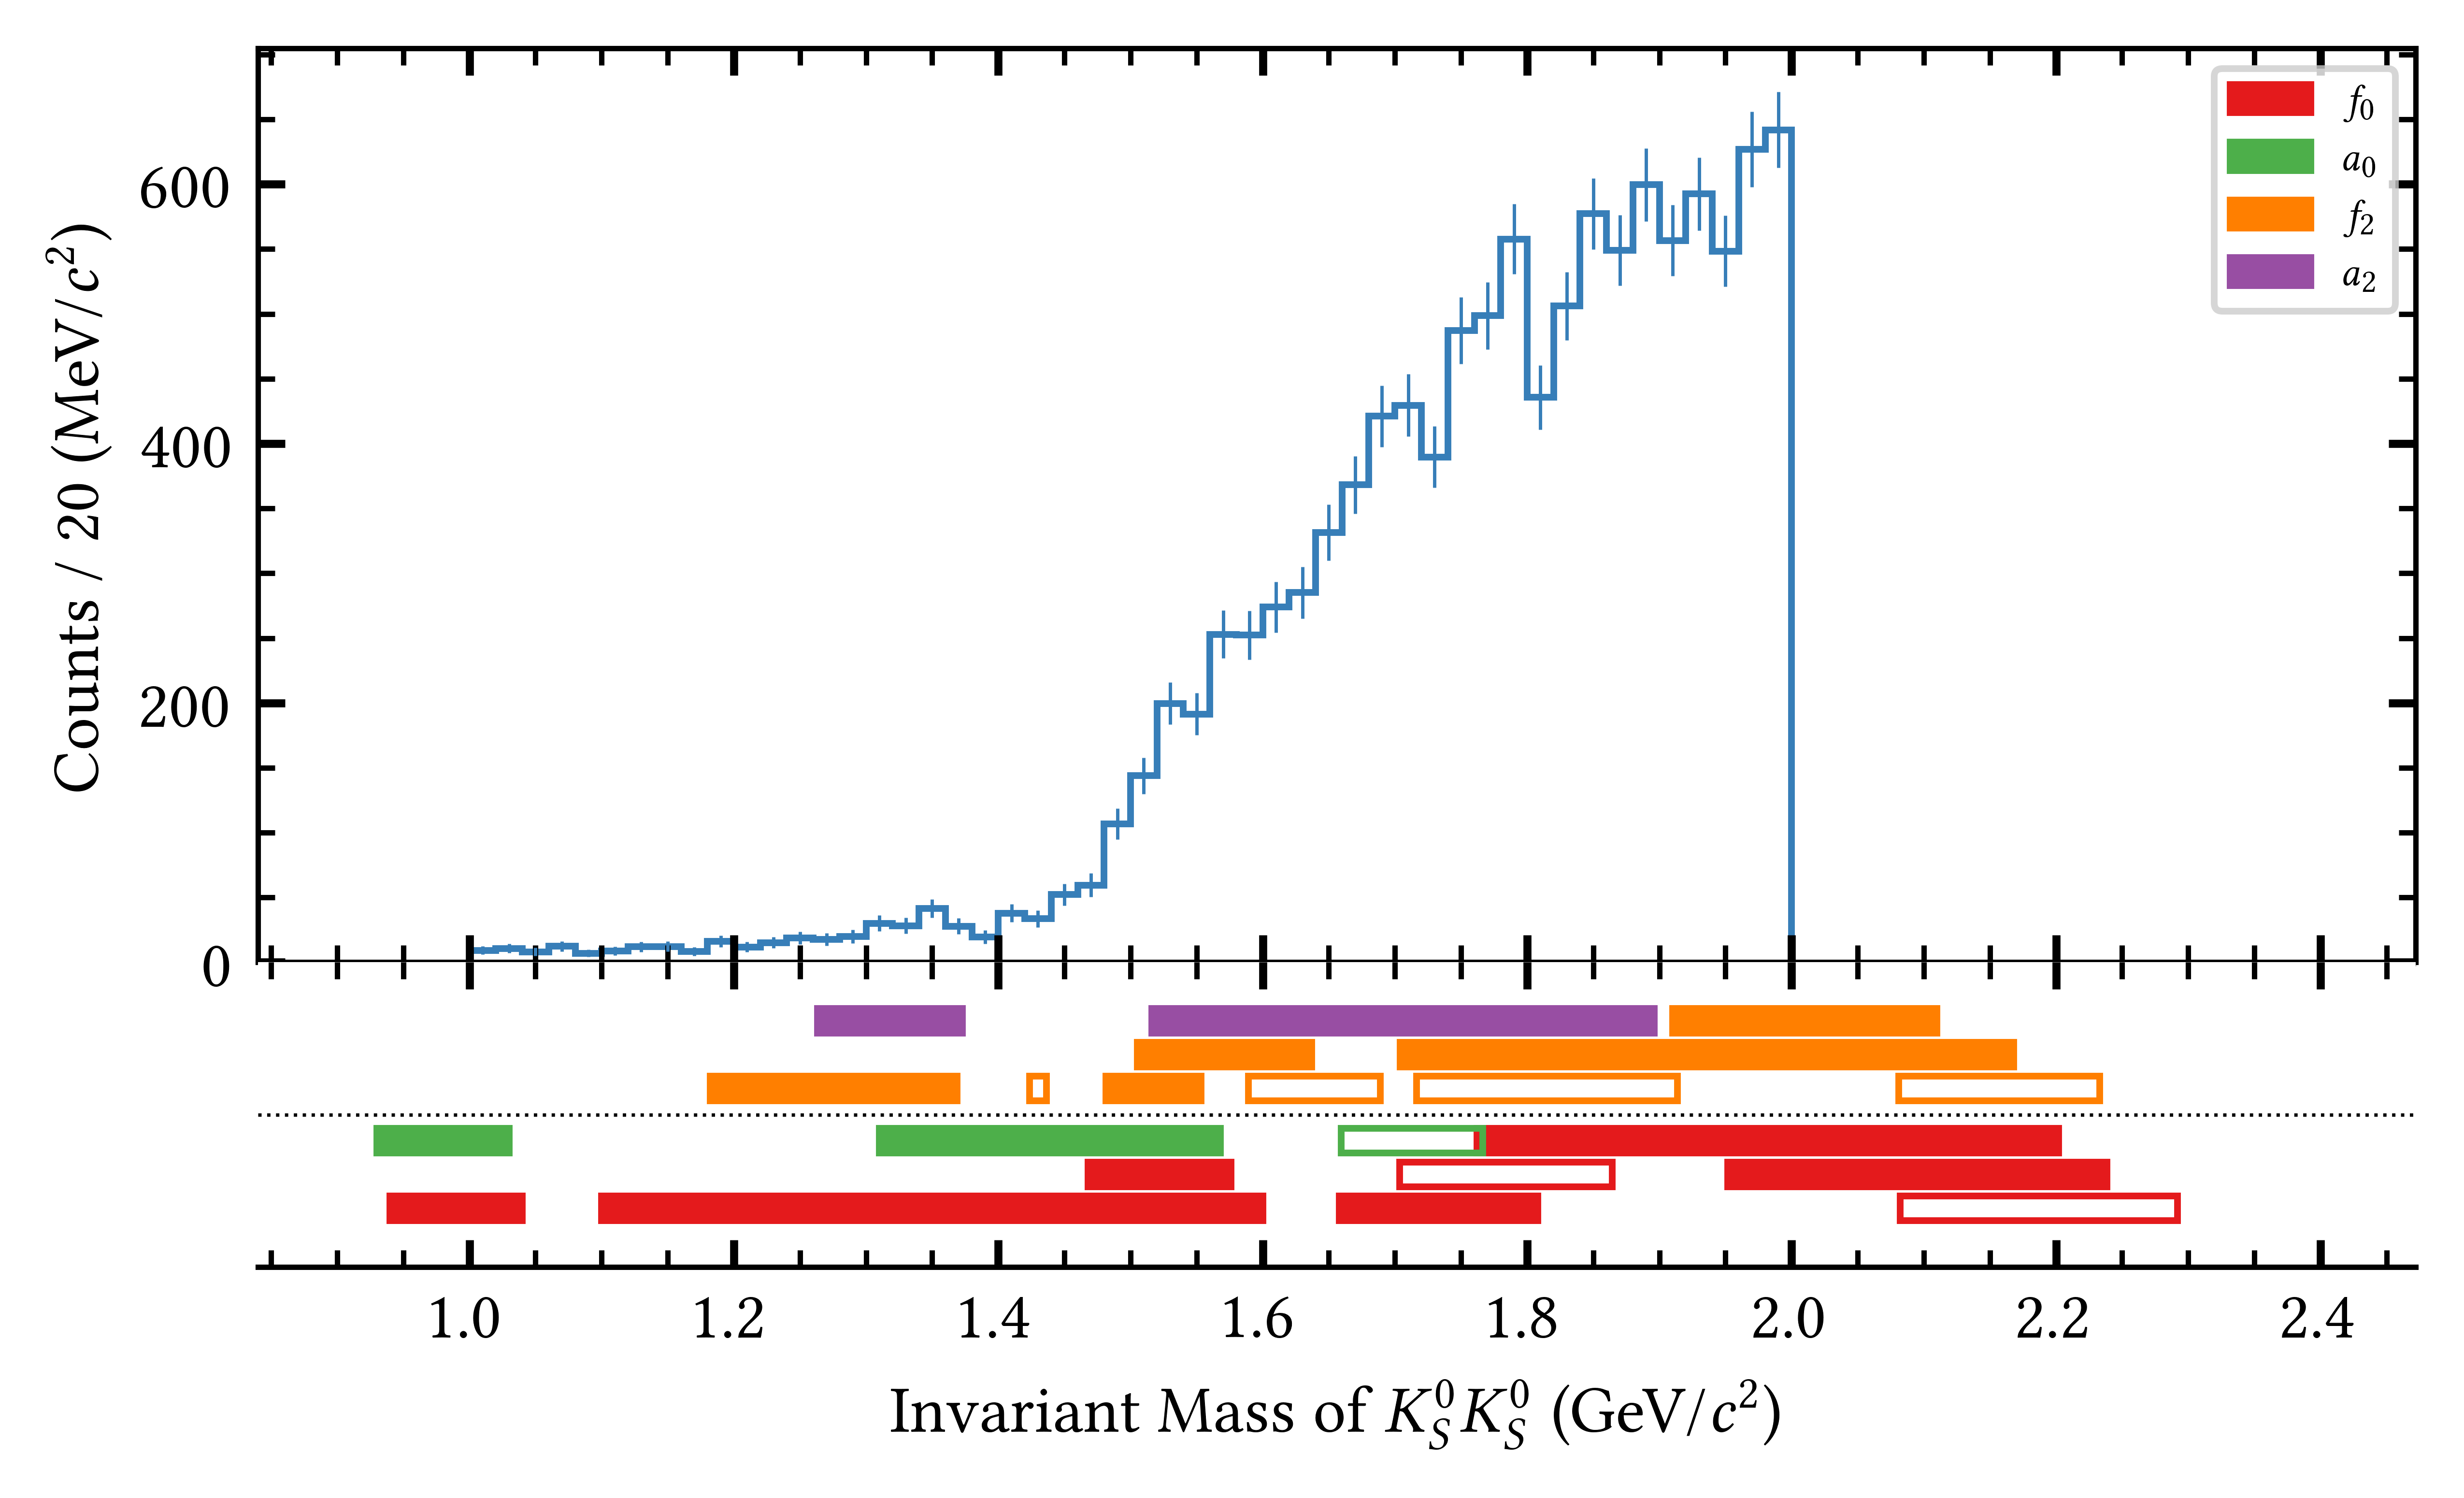 Counts / 20 (MeV/c²)
600
400
200
0
f₀
a₀
f₂
a₂
1.0 1.2 1.4 1.6 1.8 2.0 2.2 2.4
Invariant Mass of K⁰_S K⁰_S (GeV/c²)